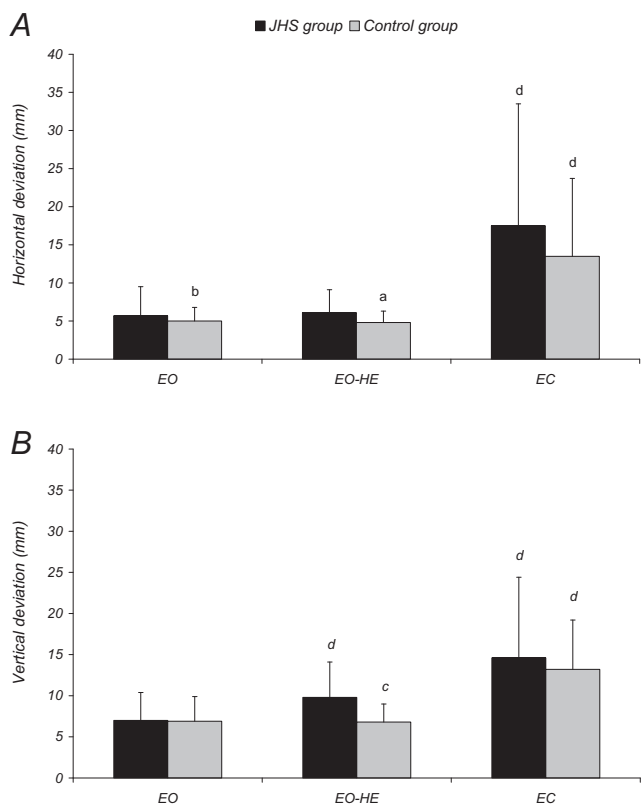 A
JHS group Control group
Horizontal deviation (mm)
40
35
30
25
20
15
10
5
0
d
d
b
a
EO EO-HE EC
B
Vertical deviation (mm)
40
35
30
25
20
15
10
5
0
d
d
d
c
EO EO-HE EC